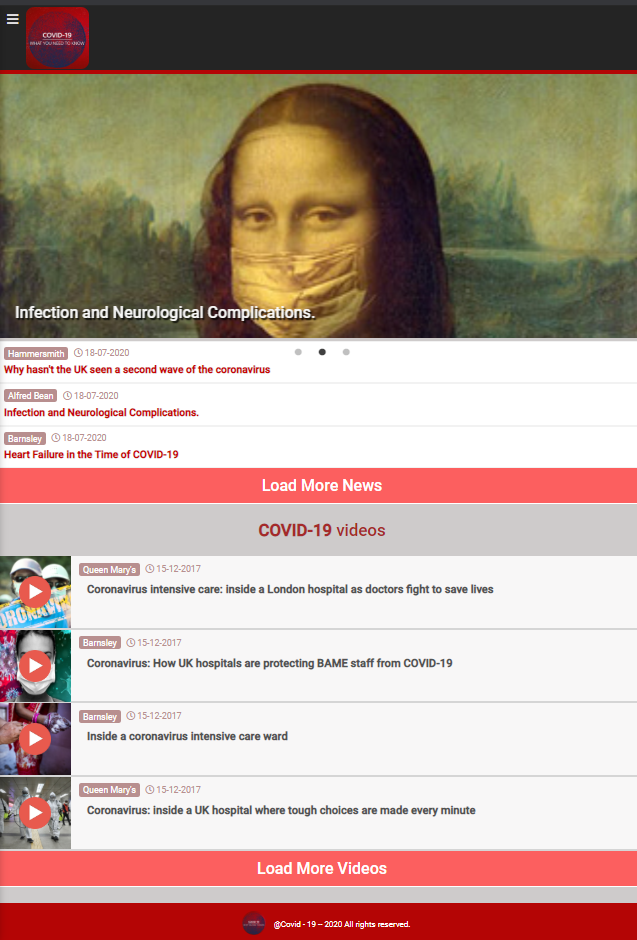 COVID-19
WHAT YOU NEED TO KNOW
Infection and Neurological Complications.
Hammersmith 18-07-2020
Why hasn't the UK seen a second wave of the coronavirus
Alfred Bean 18-07-2020
Infection and Neurological Complications.
Barnsley 18-07-2020
Heart Failure in the Time of COVID-19
Load More News
COVID-19 videos
Queen Mary's 15-12-2017
Coronavirus intensive care: inside a London hospital as doctors fight to save lives
Barnsley 15-12-2017
Coronavirus: How UK hospitals are protecting BAME staff from COVID-19
Barnsley 15-12-2017
Inside a coronavirus intensive care ward
Queen Mary's 15-12-2017
Coronavirus: inside a UK hospital where tough choices are made every minute
Load More Videos
@Covid - 19 – 2020 All rights reserved.